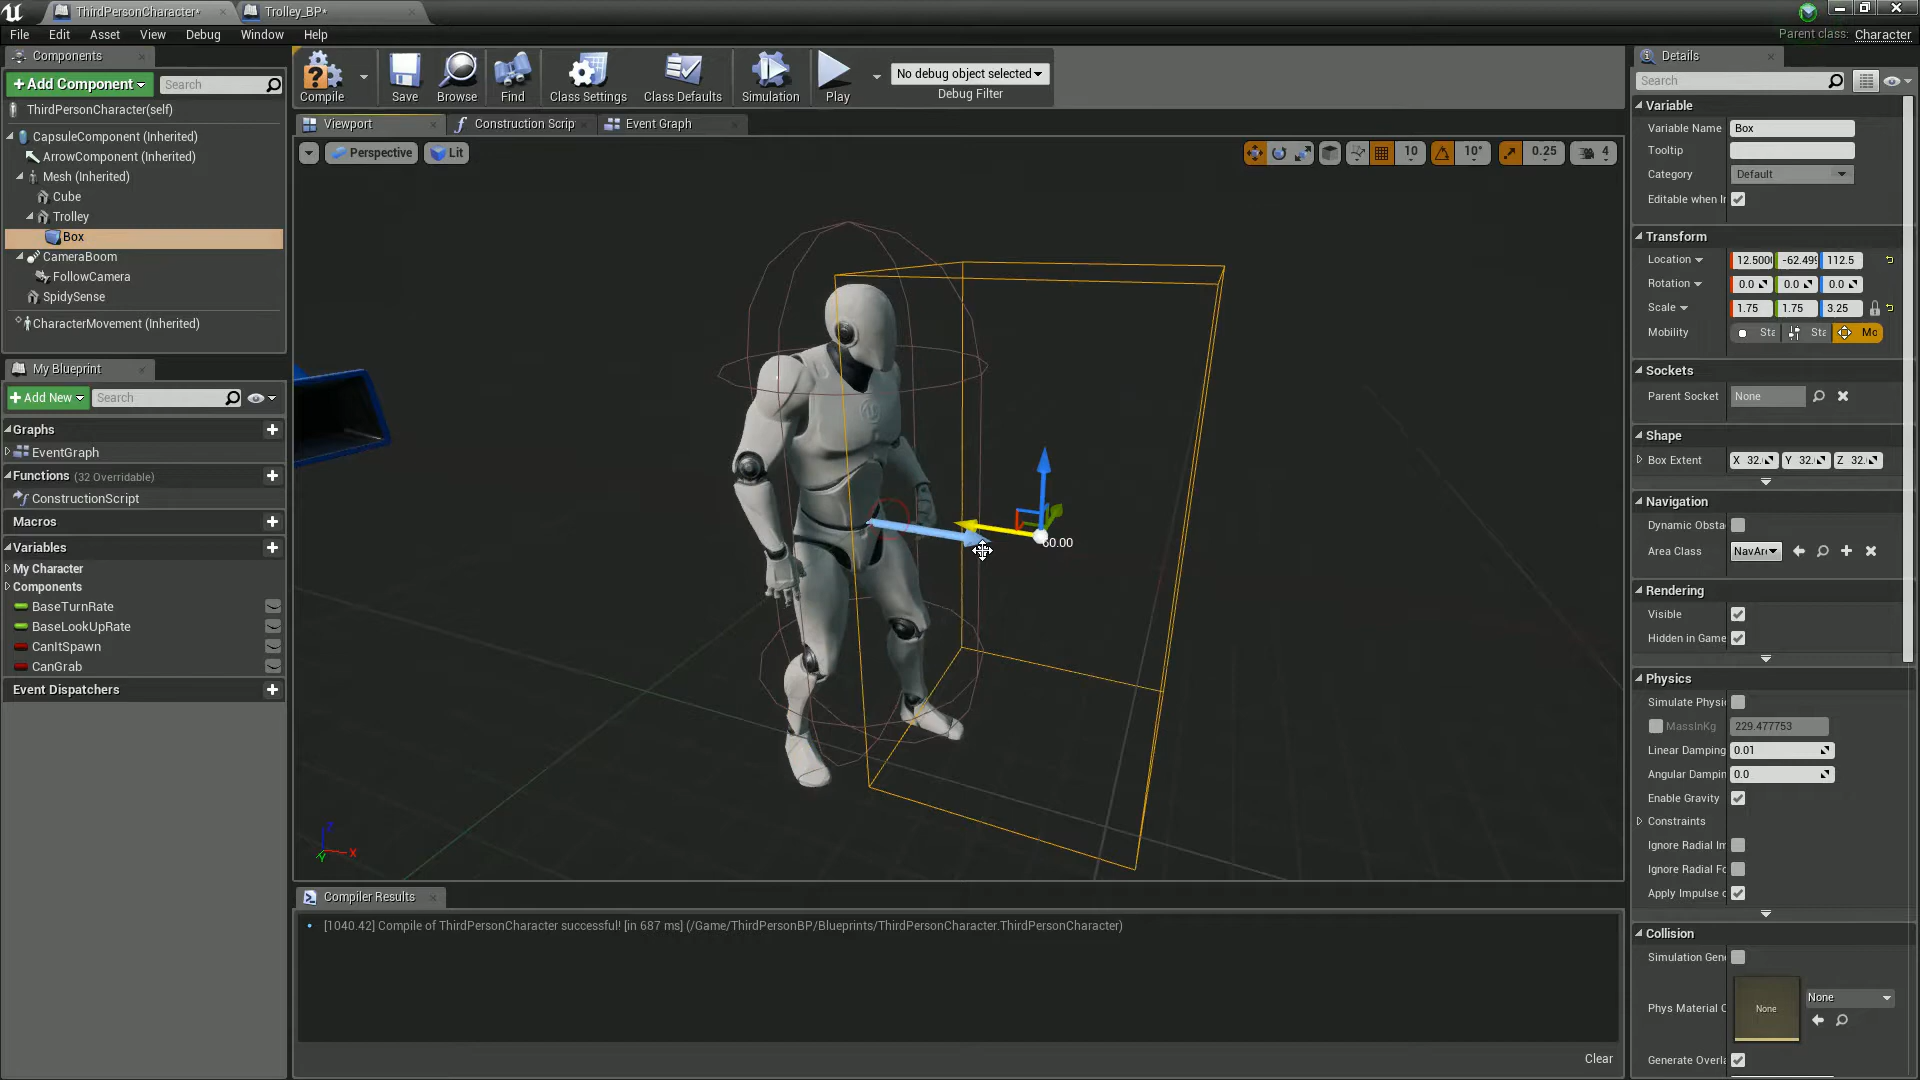 ThirdPersonCharacter*
Trolley_BP*
File Edit Asset View Debug Window Help
Parent class: Character
Components
+Add Component
Search
ThirdPersonCharacter(self)
CapsuleComponent (Inherited)
ArrowComponent (Inherited)
Mesh (Inherited)
Cube
Trolley
Box
CameraBoom
FollowCamera
SpidySense
CharacterMovement (Inherited)
My Blueprint
+Add New
Search
Graphs
EventGraph
Functions (32 Overridable)
ConstructionScript
Macros
Variables
My Character
Components
BaseTurnRate
BaseLookUpRate
CanItSpawn
CanGrab
Event Dispatchers
Compile
Save
Browse
Find
Class Settings
Class Defaults
Simulation
Play
No debug object selected
Debug Filter
Viewport
Construction Scrip
Event Graph
Perspective
Lit
10
10°
0.25
4
60.00
Z
X
Y
Compiler Results
[1040.42] Compile of ThirdPersonCharacter successful! [in 687 ms] (/Game/ThirdPersonBP/Blueprints/ThirdPersonCharacter.ThirdPersonCharacter)
Clear
Details
Search
Variable
Variable Name Box
Tooltip
Category Default
Editable when Ir
Transform
Location 12.500 -62.499 112.5
Rotation 0.0 0.0 0.0
Scale 1.75 1.75 3.25
Mobility Sta Sta Mo
Sockets
Parent Socket None
Shape
Box Extent X 32. Y 32. Z 32.
Navigation
Dynamic Obsta
Area Class NavAre
Rendering
Visible
Hidden in Game
Physics
Simulate Physic
MassInKg 229.477753
Linear Damping 0.01
Angular Dampin 0.0
Enable Gravity
Constraints
Ignore Radial Im
Ignore Radial Fo
Apply Impulse o
Collision
Simulation Gene
Phys Material O None None
Generate Overla